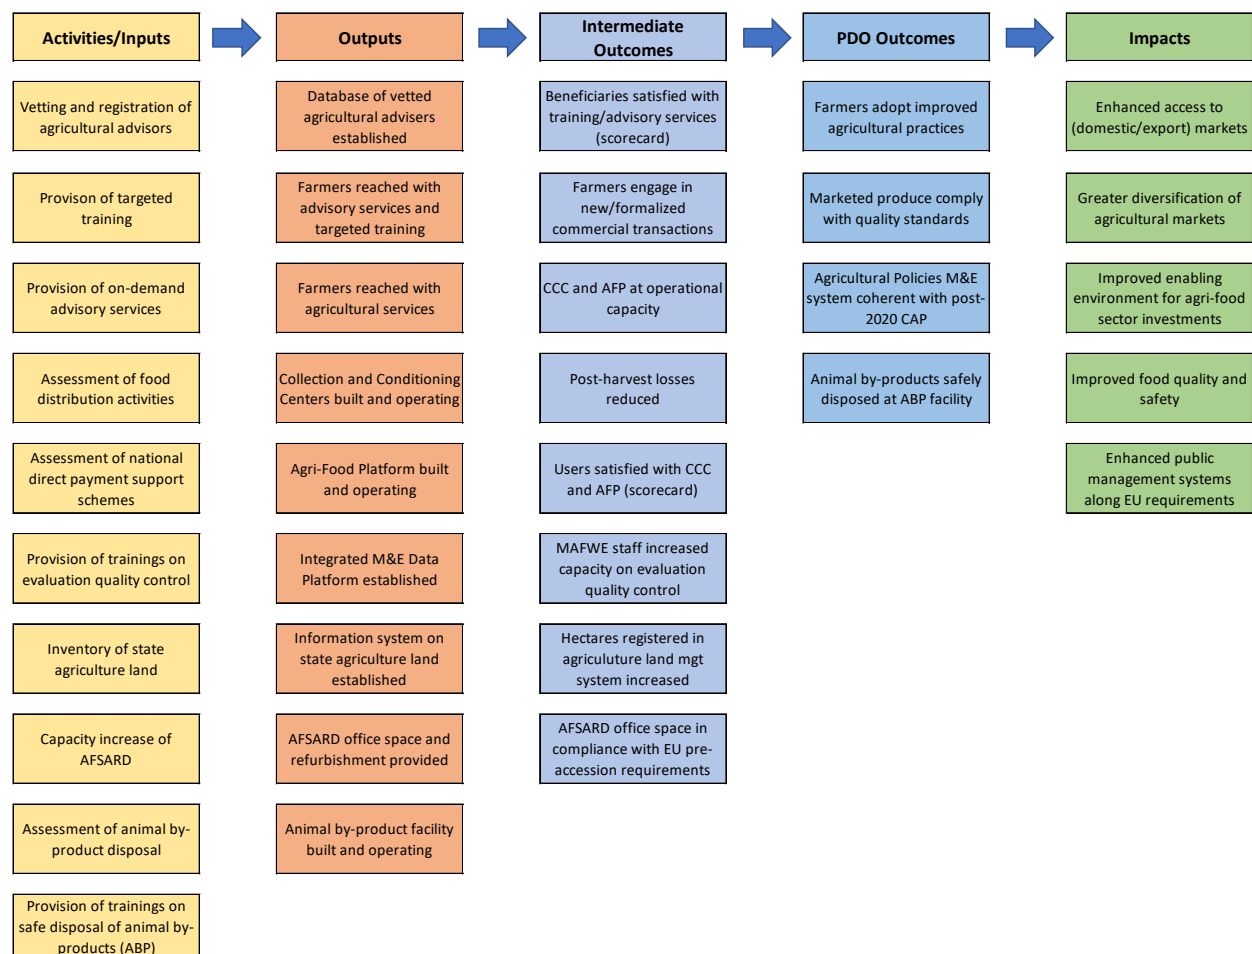 Activities/Inputs
Outputs
Intermediate
Outcomes
PDO Outcomes
Impacts
Vetting and registration of
agricultural advisors
Database of vetted
agricultural advisers
established
Beneficiaries satisfied with
training/advisory services
(scorecard)
Farmers adopt improved
agricultural practices
Enhanced access to
(domestic/export) markets
Provison of targeted
training
Farmers reached with
advisory services and
targeted training
Farmers engage in
new/formalized
commercial transactions
Marketed produce comply
with quality standards
Greater diversification of
agricultural markets
Provision of on-demand
advisory services
Farmers reached with
agricultural services
CCC and AFP at operational
capacity
Agricultural Policies M&E
system coherent with post-
2020 CAP
Improved enabling
environment for agri-food
sector investments
Assessment of food
distribution activities
Collection and Conditioning
Centers built and operating
Post-harvest losses
reduced
Animal by-products safely
disposed at ABP facility
Improved food quality and
safety
Assessment of national
direct payment support
schemes
Agri-Food Platform built
and operating
Users satisfied with CCC
and AFP (scorecard)
Enhanced public
management systems
along EU requirements
Provision of trainings on
evaluation quality control
Integrated M&E Data
Platform established
MAFWE staff increased
capacity on evaluation
quality control
Inventory of state
agriculture land
Information system on
state agriculture land
established
Hectares registered in
agriculuture land mgt
system increased
Capacity increase of
AFSARD
AFSARD office space and
refurbishment provided
AFSARD office space in
compliance with EU pre-
accession requirements
Assessment of animal by-
product disposal
Animal by-product facility
built and operating
Provision of trainings on
safe disposal of animal by-
products (ABP)